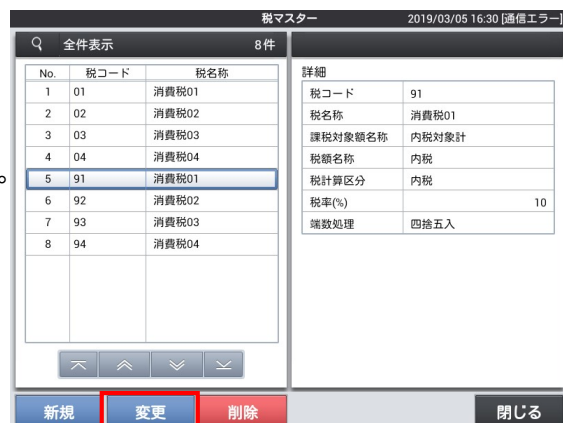 税マスター 2019/03/05 16:30 [通信エラー]
全件表示 8件
No. 税コード 税名称
1 01 消費税01
2 02 消費税02
3 03 消費税03
4 04 消費税04
5 91 消費税01
6 92 消費税02
7 93 消費税03
8 94 消費税04
詳細
税コード 91
税名称 消費税01
課税対象額名称 内税対象計
税額名称 内税
税計算区分 内税
税率(%) 10
端数処理 四捨五入
新規 変更 削除 閉じる